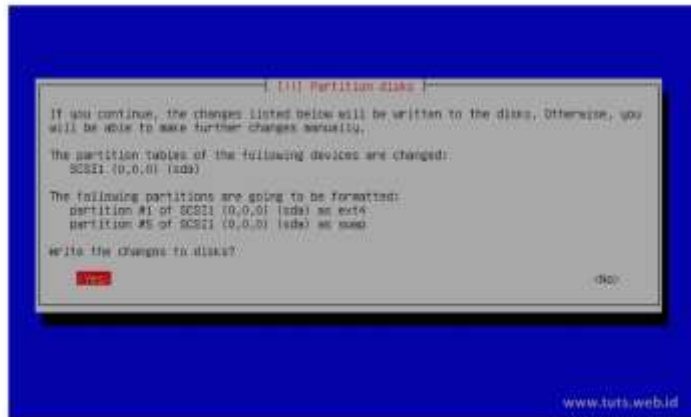 [!!] Partition disks
If you continue, the changes listed below will be written to the disks. Otherwise, you
will be able to make further changes manually.
The partition tables of the following devices are changed:
SCSI1 (0,0,0) (sda)
The following partitions are going to be formatted:
partition #1 of SCSI1 (0,0,0) (sda) as ext4
partition #5 of SCSI1 (0,0,0) (sda) as swap
Write the changes to disks?
<Yes> <No>
www.tuts.web.id